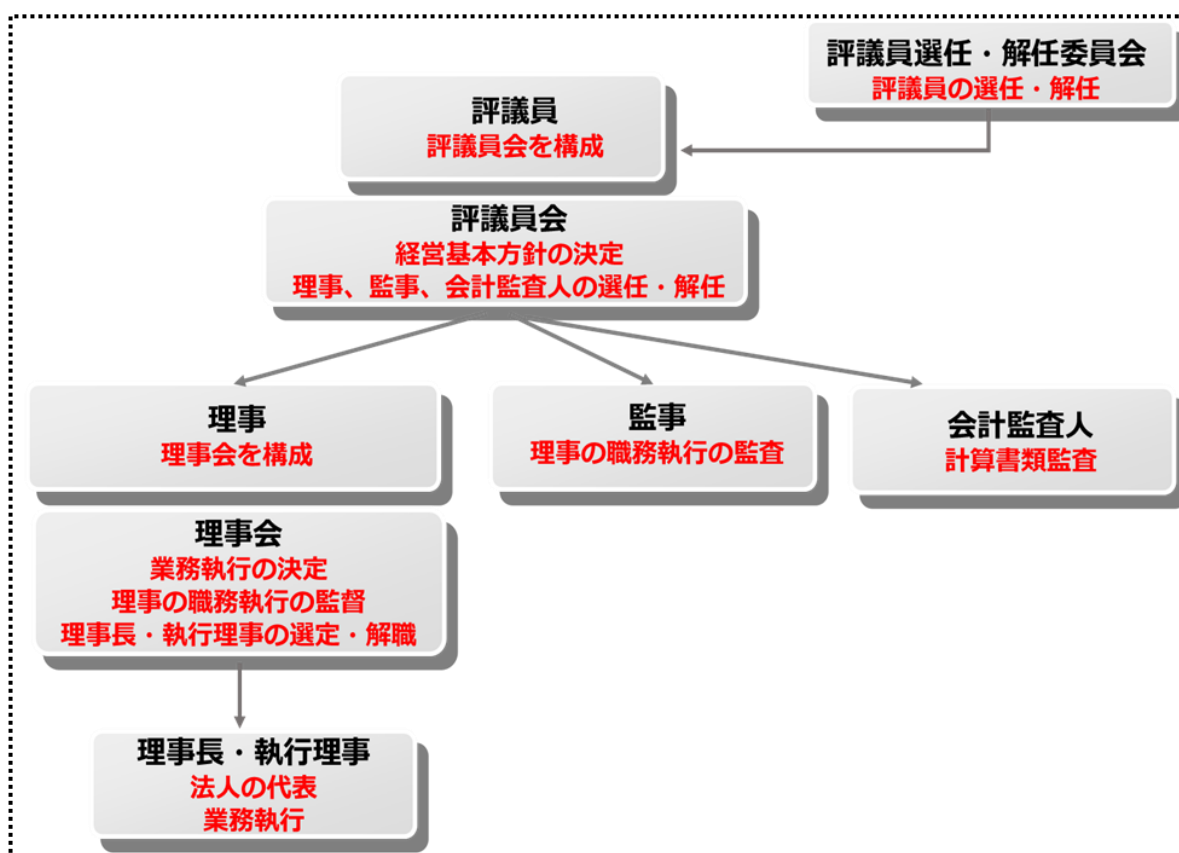 評議員選任・解任委員会
評議員の選任・解任
評議員
評議員会を構成
評議員会
経営基本方針の決定
理事、監事、会計監査人の選任・解任
理事
理事会を構成
監事
理事の職務執行の監査
会計監査人
計算書類監査
理事会
業務執行の決定
理事の職務執行の監督
理事長・執行理事の選定・解職
理事長・執行理事
法人の代表
業務執行